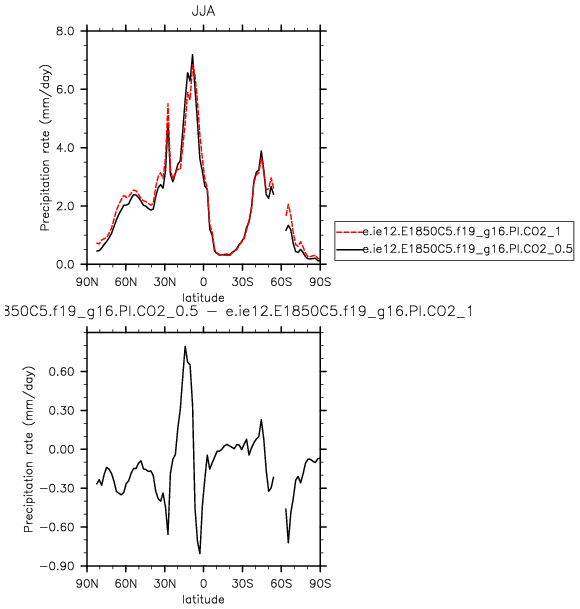 JJA
Precipitation rate (mm/day)
8.0
6.0
4.0
2.0
0.0
90N 60N 30N 0 30S 60S 90S
latitude
e.ie12.E1850C5.f19_g16.PI.CO2_1
e.ie12.E1850C5.f19_g16.PI.CO2_0.5
850C5.f19_g16.PI.CO2_0.5 – e.ie12.E1850C5.f19_g16.PI.CO2_1
Precipitation rate (mm/day)
0.60
0.30
0.00
−0.30
−0.60
−0.90
90N 60N 30N 0 30S 60S 90S
latitude